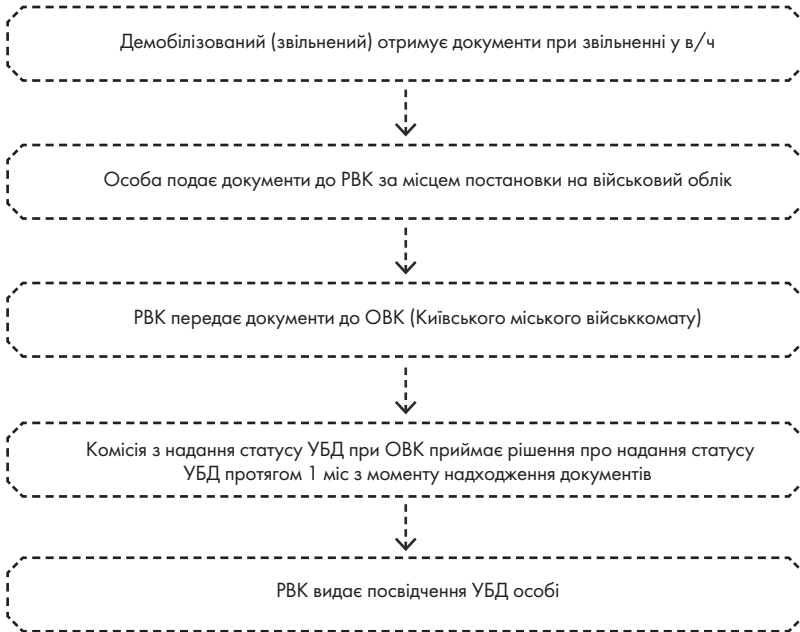 Демобілізований (звільнений) отримує документи при звільненні у в/ч
Особа подає документи до РВК за місцем постановки на військовий облік
РВК передає документи до ОВК (Київського міського військкомату)
Комісія з надання статусу УБД при ОВК приймає рішення про надання статусу
УБД протягом 1 міс з моменту надходження документів
РВК видає посвідчення УБД особі